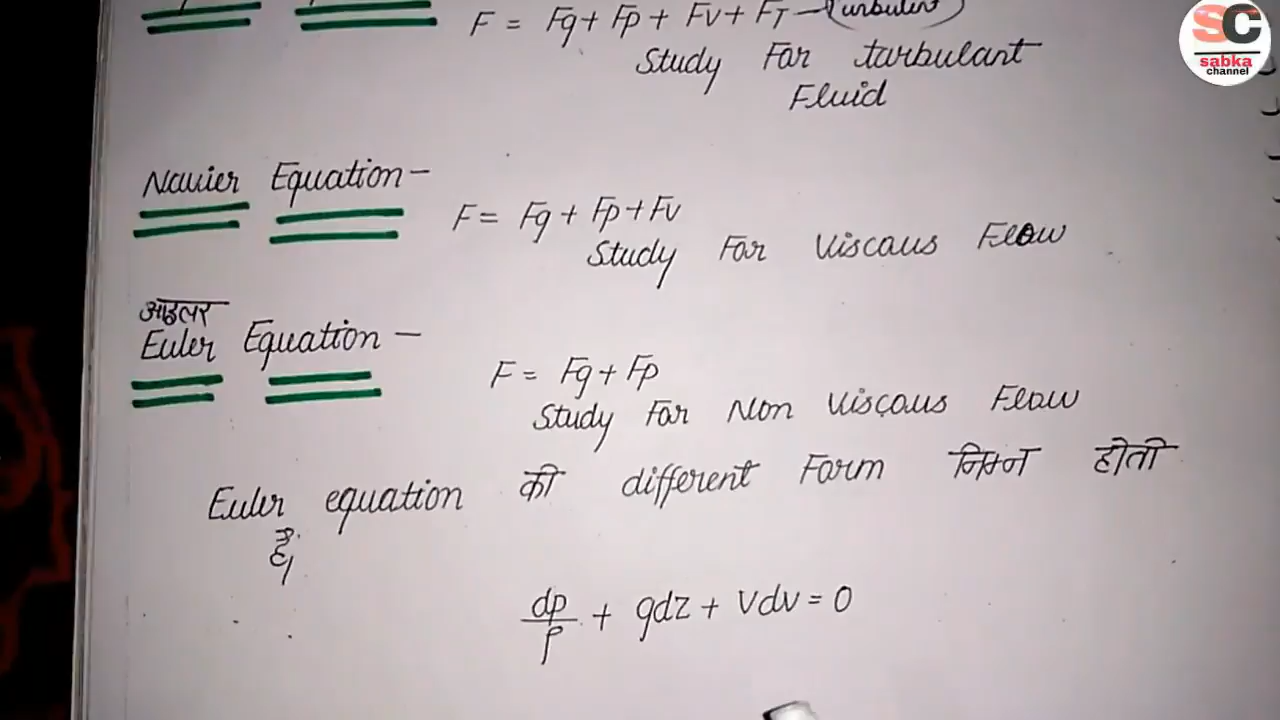 F = Fg + Fp + Fv + FT - (turbulent)
Study For turbulant
Fluid
SC
sabka
channel
Navier Equation -
F = Fg + Fp + Fv
Study For Viscous Flow
आइलर
Euler Equation -
F = Fg + Fp
Study For Non Viscous Flow
Euler equation की different Form निम्न होती
है।
dp/ρ + gdz + Vdv = 0